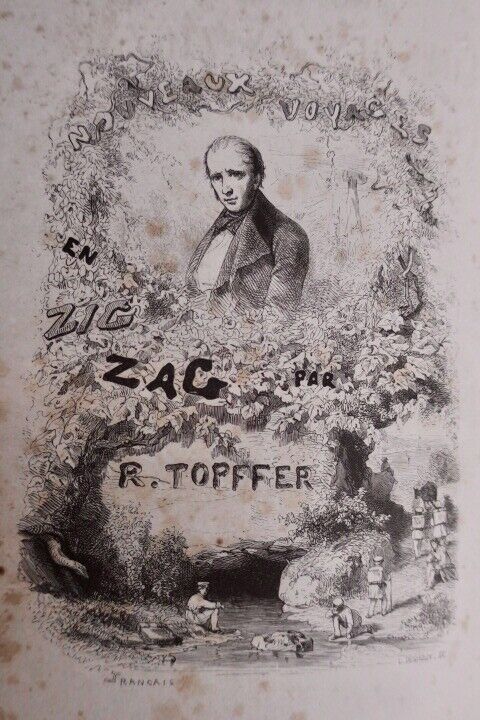 NOUVEAUX VOYAGES
EN
ZIG
ZAG PAR
R. TOPFFER
FRANCAIS